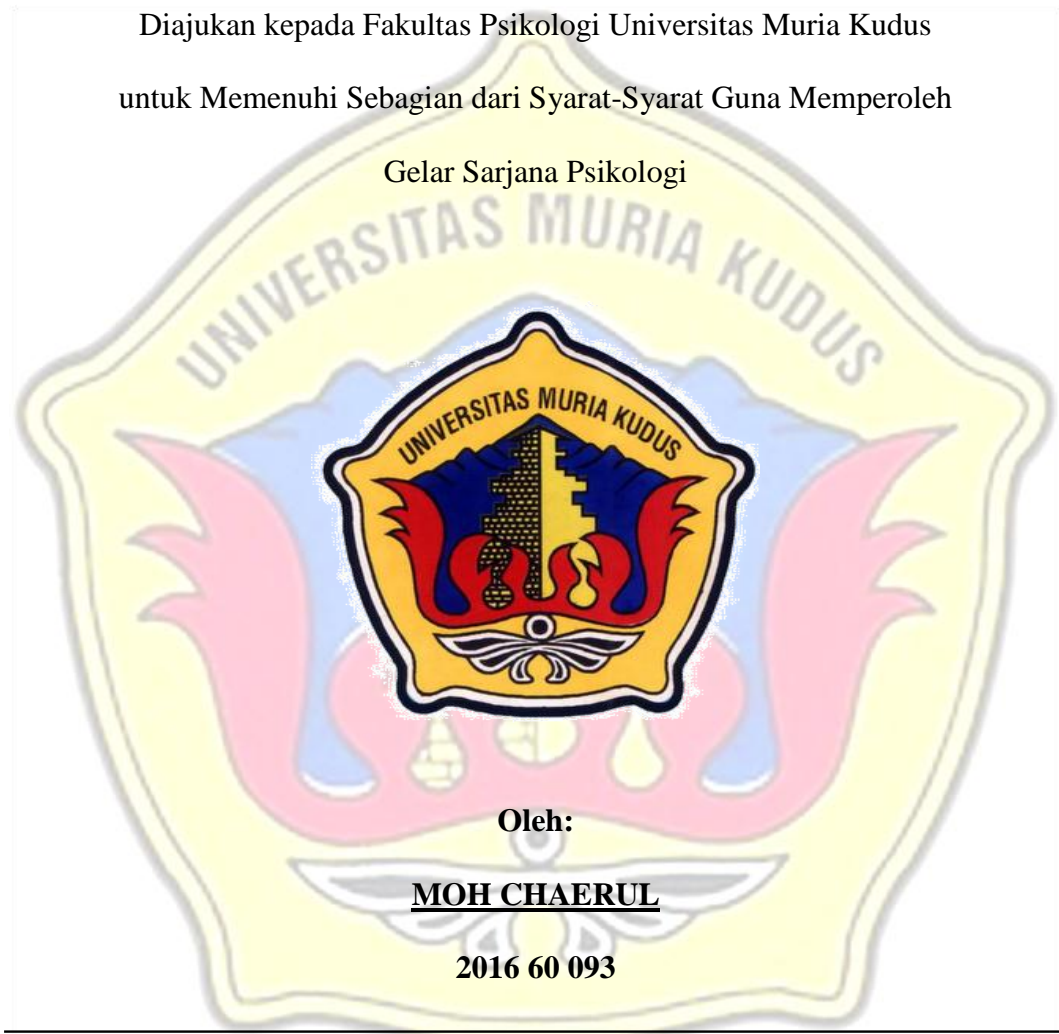 Diajukan kepada Fakultas Psikologi Universitas Muria Kudus
untuk Memenuhi Sebagian dari Syarat-Syarat Guna Memperoleh
Gelar Sarjana Psikologi
UNIVERSITAS MURIA KUDUS
UNIVERSITAS MURIA KUDUS
Oleh:
MOH CHAERUL
2016 60 093